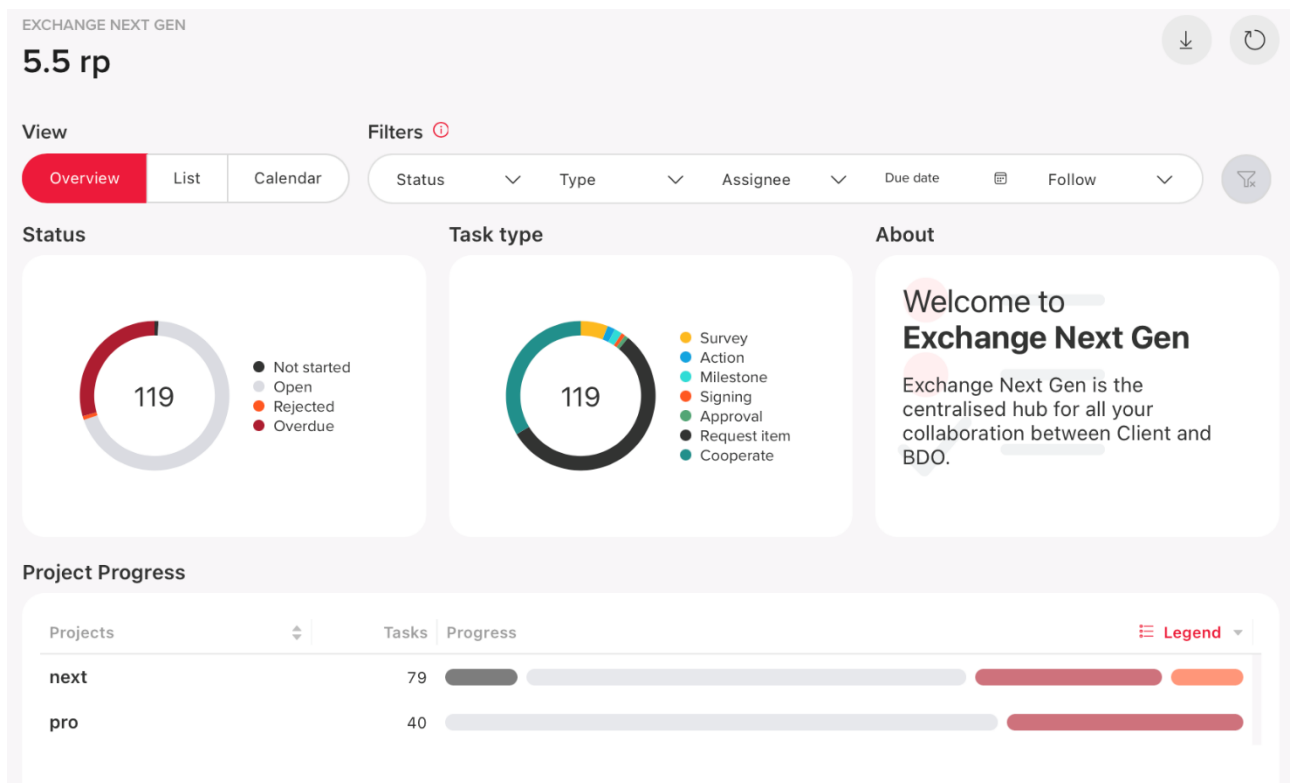 EXCHANGE NEXT GEN
5.5 rp
View
Filters
Overview
List
Calendar
Status
Type
Assignee
Due date
Follow
Status
Task type
About
119
Not started
Open
Rejected
Overdue
119
Survey
Action
Milestone
Signing
Approval
Request item
Cooperate
Welcome to
Exchange Next Gen
Exchange Next Gen is the
centralised hub for all your
collaboration between Client and
BDO.
Project Progress
Projects
Tasks
Progress
Legend
next
79
pro
40